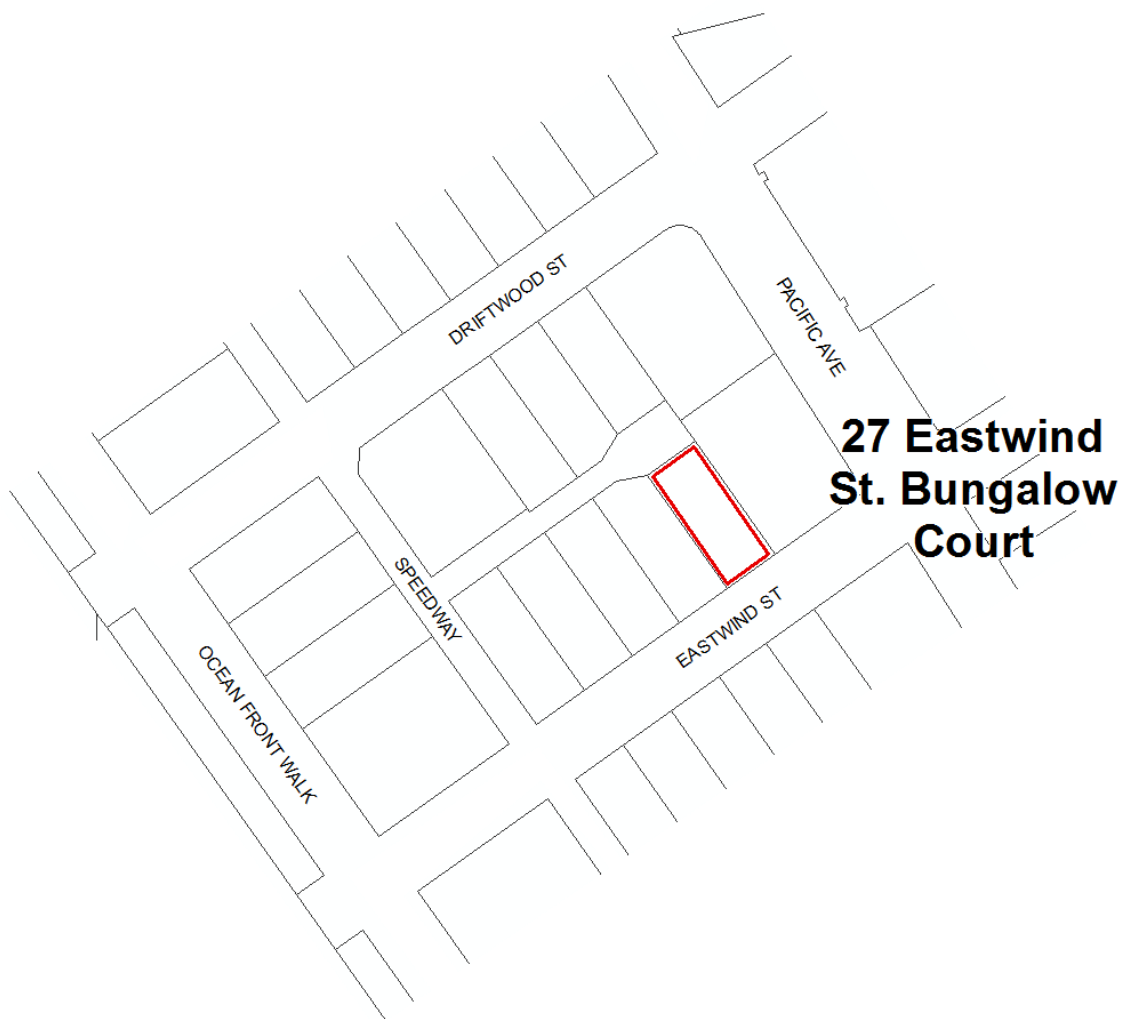 DRIFTWOOD ST
PACIFIC AVE
27 Eastwind
St. Bungalow
Court
SPEEDWAY
EASTWIND ST
OCEAN FRONT WALK